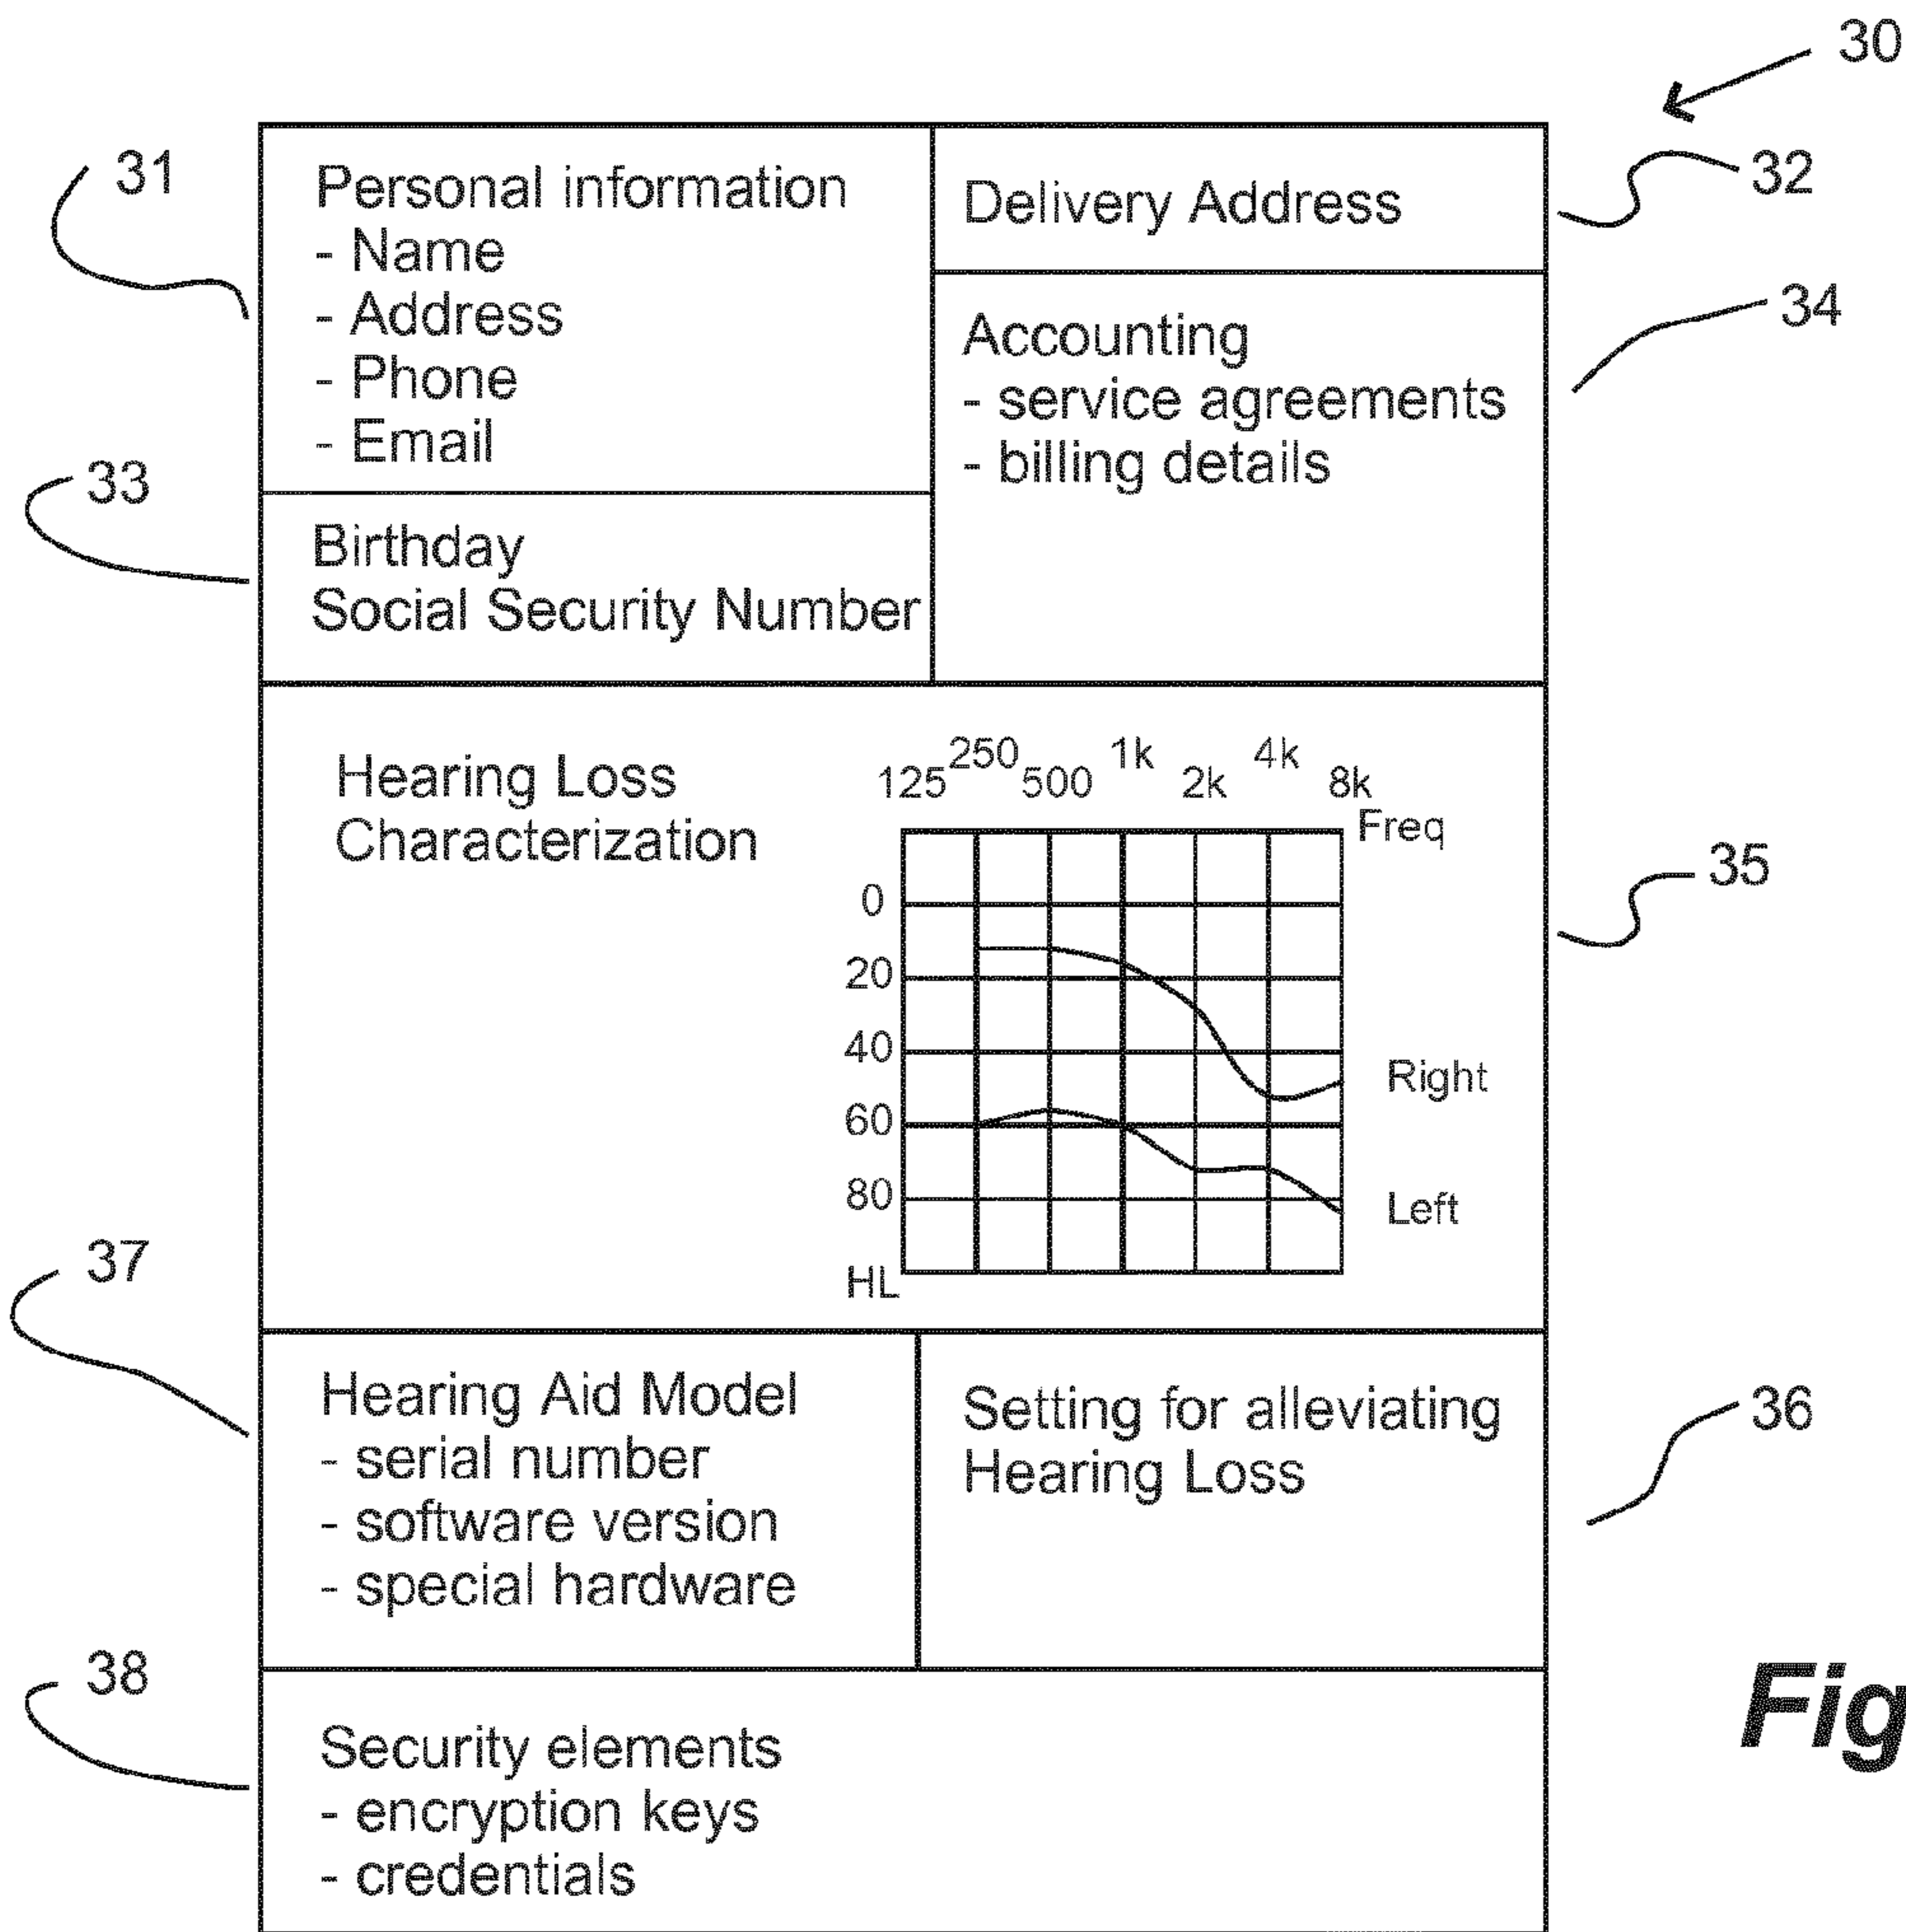 30
31
Personal information
- Name
- Address
- Phone
- Email
Delivery Address
32
Accounting
- service agreements
- billing details
34
33
Birthday
Social Security Number
Hearing Loss
Characterization
125 250 500 1k 2k 4k 8k
Freq
0
20
40
60
80
HL
Right
Left
35
37
Hearing Aid Model
- serial number
- software version
- special hardware
Setting for alleviating
Hearing Loss
36
38
Security elements
- encryption keys
- credentials
Fig